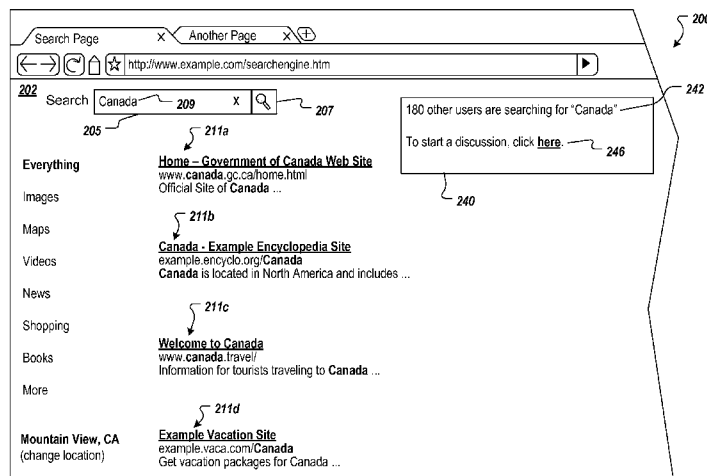 200
Search Page X Another Page X
http://www.example.com/searchengine.htm
202
Search Canada 209 X 207
205
180 other users are searching for “Canada” 242
To start a discussion, click here. 246
240
Everything
Images
Maps
Videos
News
Shopping
Books
More
Mountain View, CA
(change location)
211a
Home – Government of Canada Web Site
www.canada.gc.ca/home.html
Official Site of Canada ...
211b
Canada - Example Encyclopedia Site
example.encyclo.org/Canada
Canada is located in North America and includes ...
211c
Welcome to Canada
www.canada.travel/
Information for tourists traveling to Canada ...
211d
Example Vacation Site
example.vaca.com/Canada
Get vacation packages for Canada ...